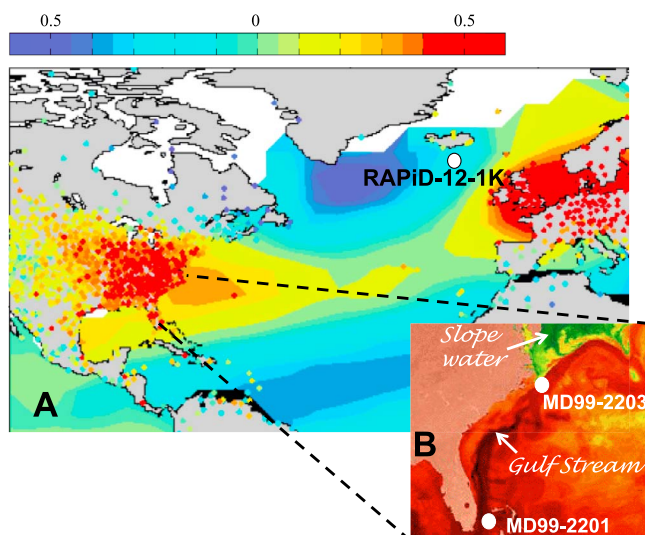 0.5 0 0.5
RAPiD-12-1K
A
Slope
water
MD99-2203
B
Gulf Stream
MD99-2201